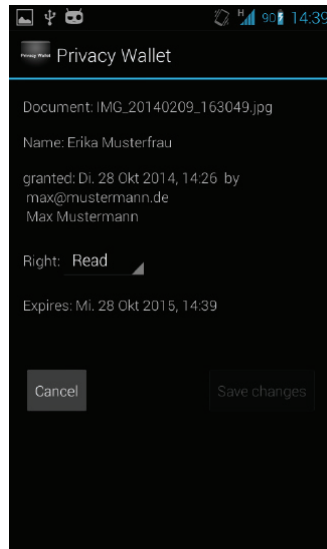 H 90 14:39
Privacy Wallet Privacy Wallet
Document: IMG_20140209_163049.jpg
Name: Erika Musterfrau
granted: Di. 28 Okt 2014, 14:26 by
max@mustermann.de
Max Mustermann
Right: Read
Expires: Mi. 28 Okt 2015, 14:39
Cancel Save changes